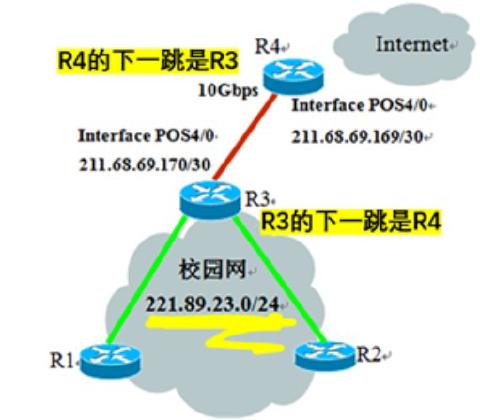 R4
Internet
R4的下一跳是R3
10Gbps
Interface POS4/0
211.68.69.169/30
Interface POS4/0
211.68.69.170/30
R3
R3的下一跳是R4
校园网
221.89.23.0/24
R1
R2